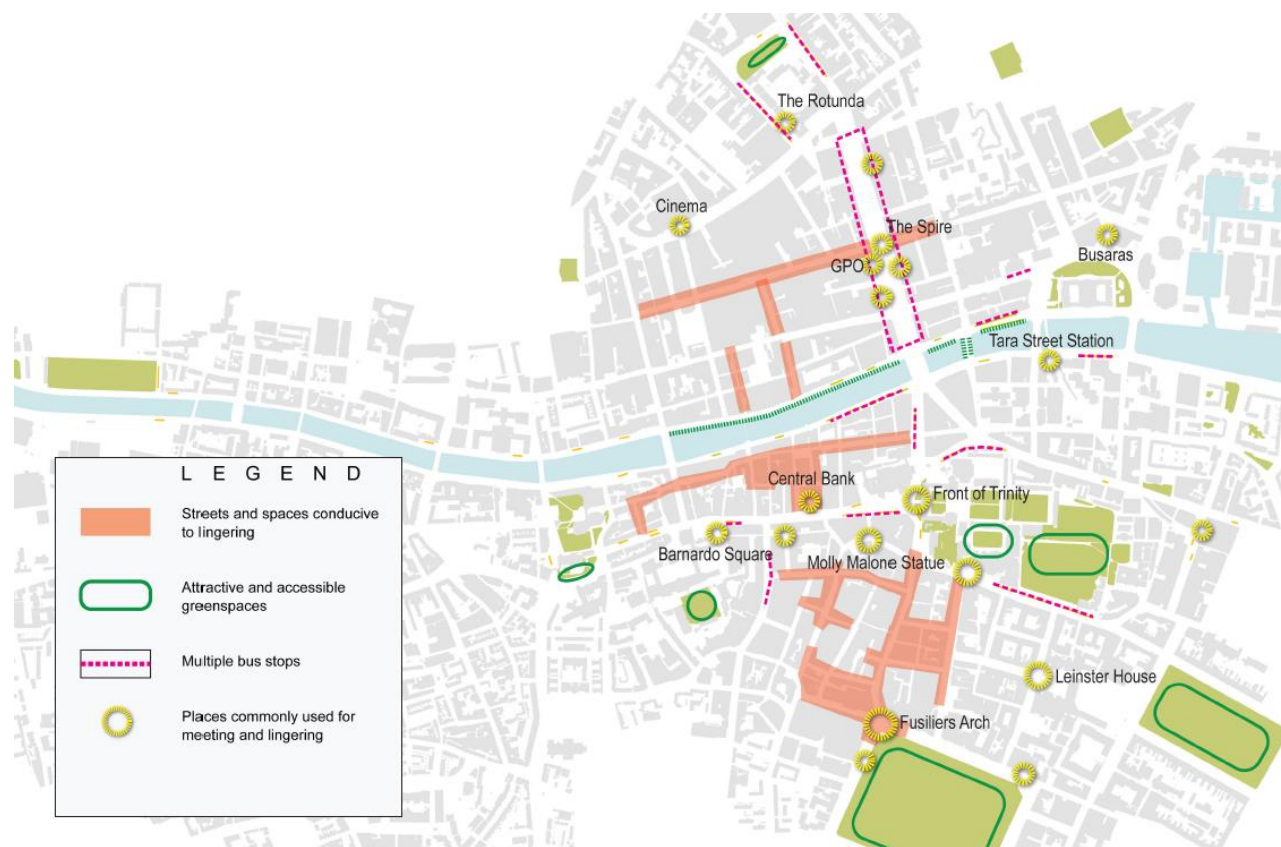 The Rotunda
Cinema
The Spire
GPO
Busaras
Tara Street Station
Central Bank
Front of Trinity
Barnardo Square
Molly Malone Statue
Leinster House
Fusiliers Arch
L E G E N D
Streets and spaces conducive
to lingering
Attractive and accessible
greenspaces
Multiple bus stops
Places commonly used for
meeting and lingering